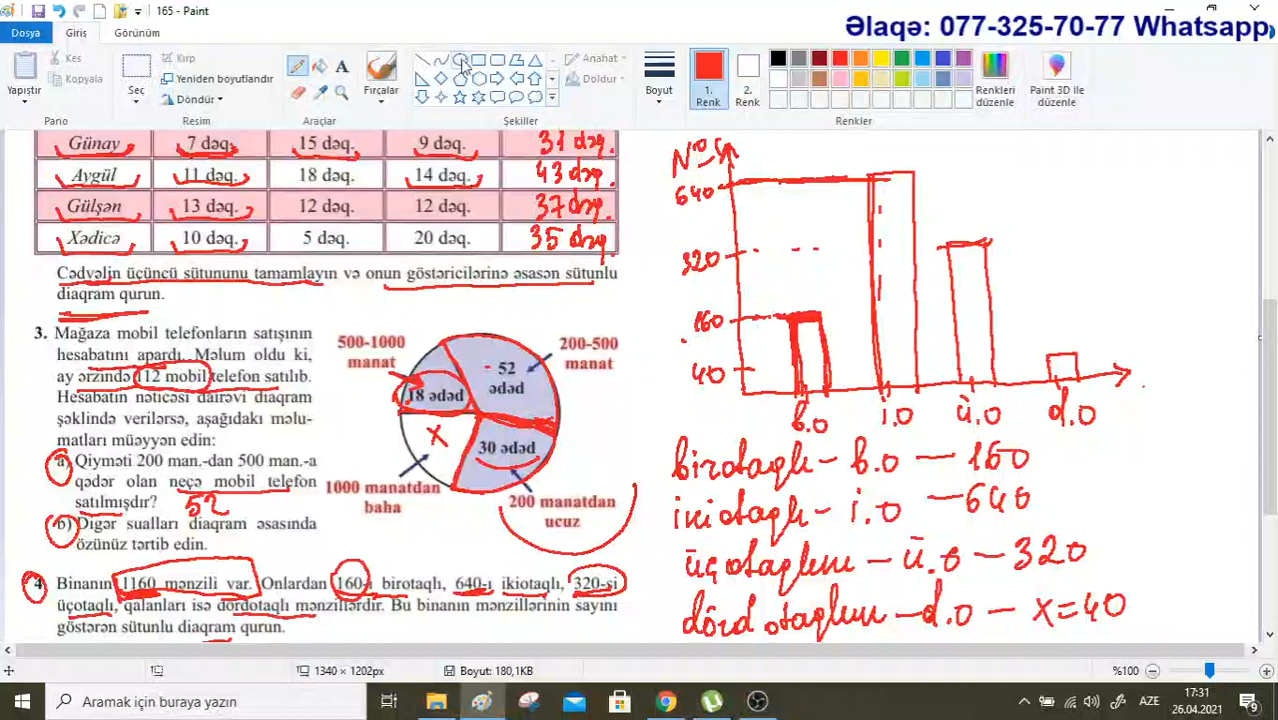 165 - Paint
Əlaqə: 077-325-70-77 Whatsapp
Dosya Giriş Görünüm
Yapıştır Kes Kopyala Pano
Seç Kırp Yeniden boyutlandır Döndür Resim
A Fırçalar Araçlar
Anahat Doldur Şekiller
Boyut
1. Renk 2. Renk Renkleri düzenle Renkler
Paint 3D ile düzenle
Günay 7 dəq. 15 dəq. 9 dəq. 31 dəq.
Aygül 11 dəq. 18 dəq. 14 dəq. 43 dəq.
Gülşən 13 dəq. 12 dəq. 12 dəq. 37 dəq.
Xədicə 10 dəq. 5 dəq. 20 dəq. 35 dəq.
Cədvəlin üçüncü sütununu tamamlayın və onun göstəricilərinə əsasən sütunlu
diaqram qurun.
3. Mağaza mobil telefonların satışının
hesabatını apardı. Məlum oldu ki,
ay ərzində 112 mobil telefon satılıb.
Hesabatın nəticəsi dairəvi diaqram
şəklində verilərsə, aşağıdakı məlu-
matları müəyyən edin:
a) Qiyməti 200 man.-dan 500 man.-a
qədər olan neçə mobil telefon
satılmışdır? 52
b) Digər sualları diaqram əsasında
özünüz tərtib edin.
500-1000
manat
200-500
manat
52
ədəd
18 ədəd
x
30 ədəd
1000 manatdan
baha
200 manatdan
ucuz
4. Binanın 1160 mənzili var. Onlardan 160-ı birotaqlı, 640-ı ikiotaqlı, 320-si
üçotaqlı, qalanları isə dördotaqlı mənzillərdir. Bu binanın mənzillərinin sayını
göstərən sütunlu diaqram qurun.
640
320
160
40
b.o i.o ü.o d.o
birotaqlı - b.o - 160
ikiotaqlı - i.o - 640
üçotaqlını - ü.o - 320
dörd otaqlını - d.o - x=40
1340 × 1202px Boyut: 180,1KB %100
Aramak için buraya yazın
AZE
17:31
26.04.2021
9